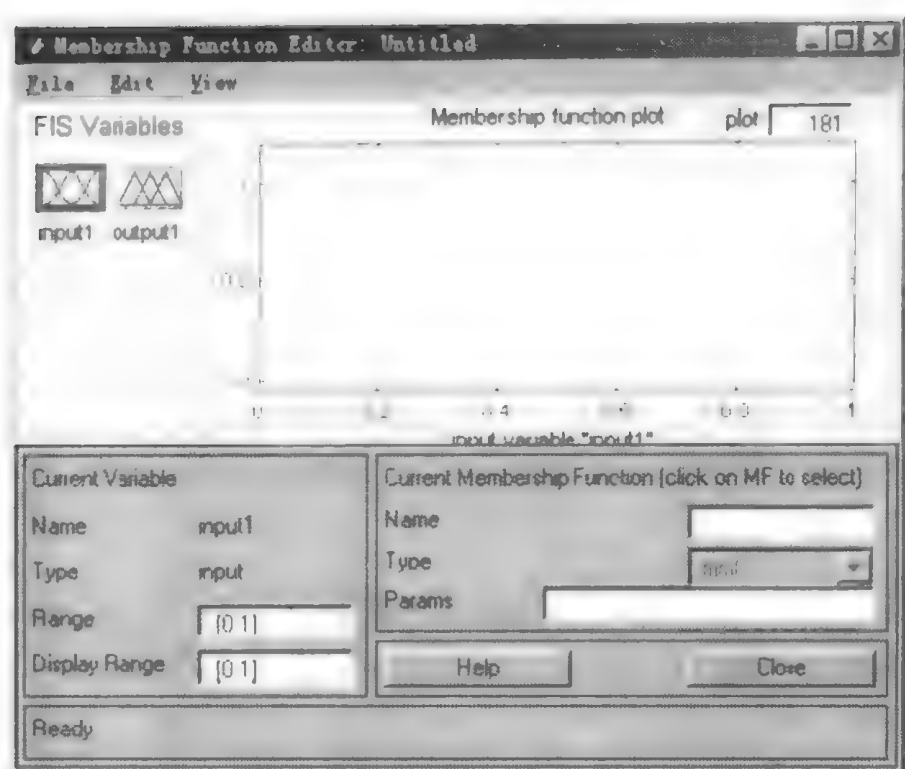 Membership Function Editor: Untitled
File Edit View
FIS Variables
Membership function plot
plot 181
input1 output1
0 1
input variable "input1"
Current Variable
Name input1
Type input
Range [0 1]
Display Range [0 1]
Current Membership Function (click on MF to select)
Name
Type
Params
Help Close
Ready